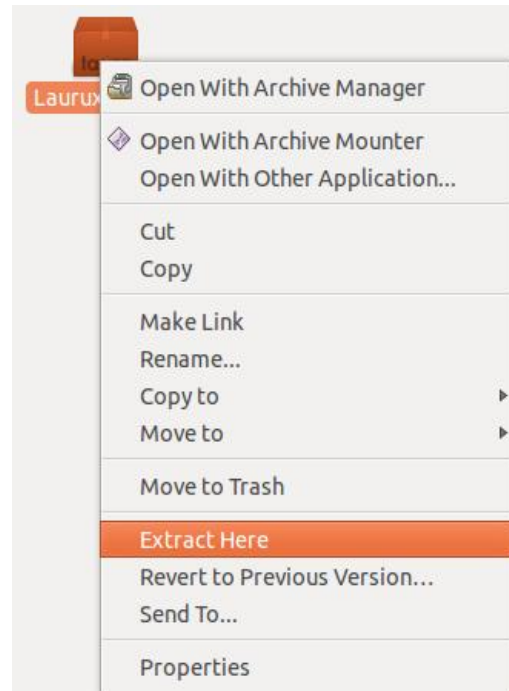 Laurux
Open With Archive Manager
Open With Archive Mounter
Open With Other Application...
Cut
Copy
Make Link
Rename...
Copy to
Move to
Move to Trash
Extract Here
Revert to Previous Version...
Send To...
Properties